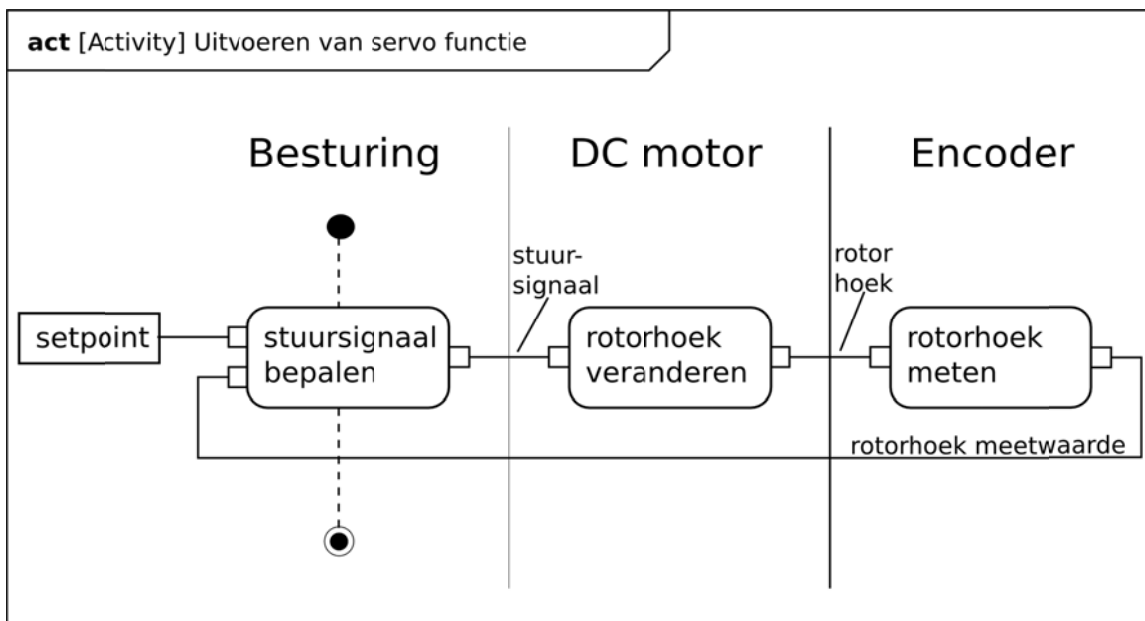 act [Activity] Uitvoeren van servo functie
Besturing
DC motor
Encoder
stuur-
signaal
rotor
hoek
setpoint
stuursignaal
bepalen
rotorhoek
veranderen
rotorhoek
meten
rotorhoek meetwaarde